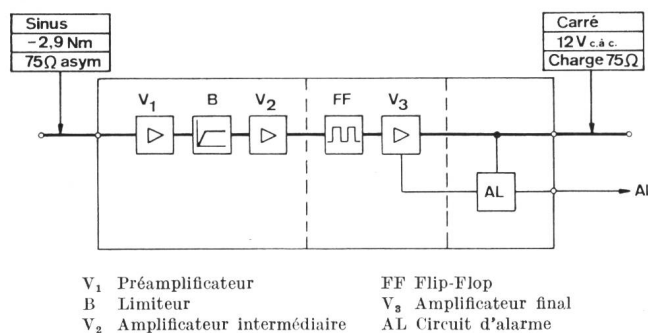 Sinus
-2,9 Nm
75Ω asym
Carré
12V c.à c.
Charge 75Ω
V₁ B V₂ FF V₃
AL
Al
V₁ Préamplificateur
B Limiteur
V₂ Amplificateur intermédiaire
FF Flip-Flop
V₃ Amplificateur final
AL Circuit d'alarme